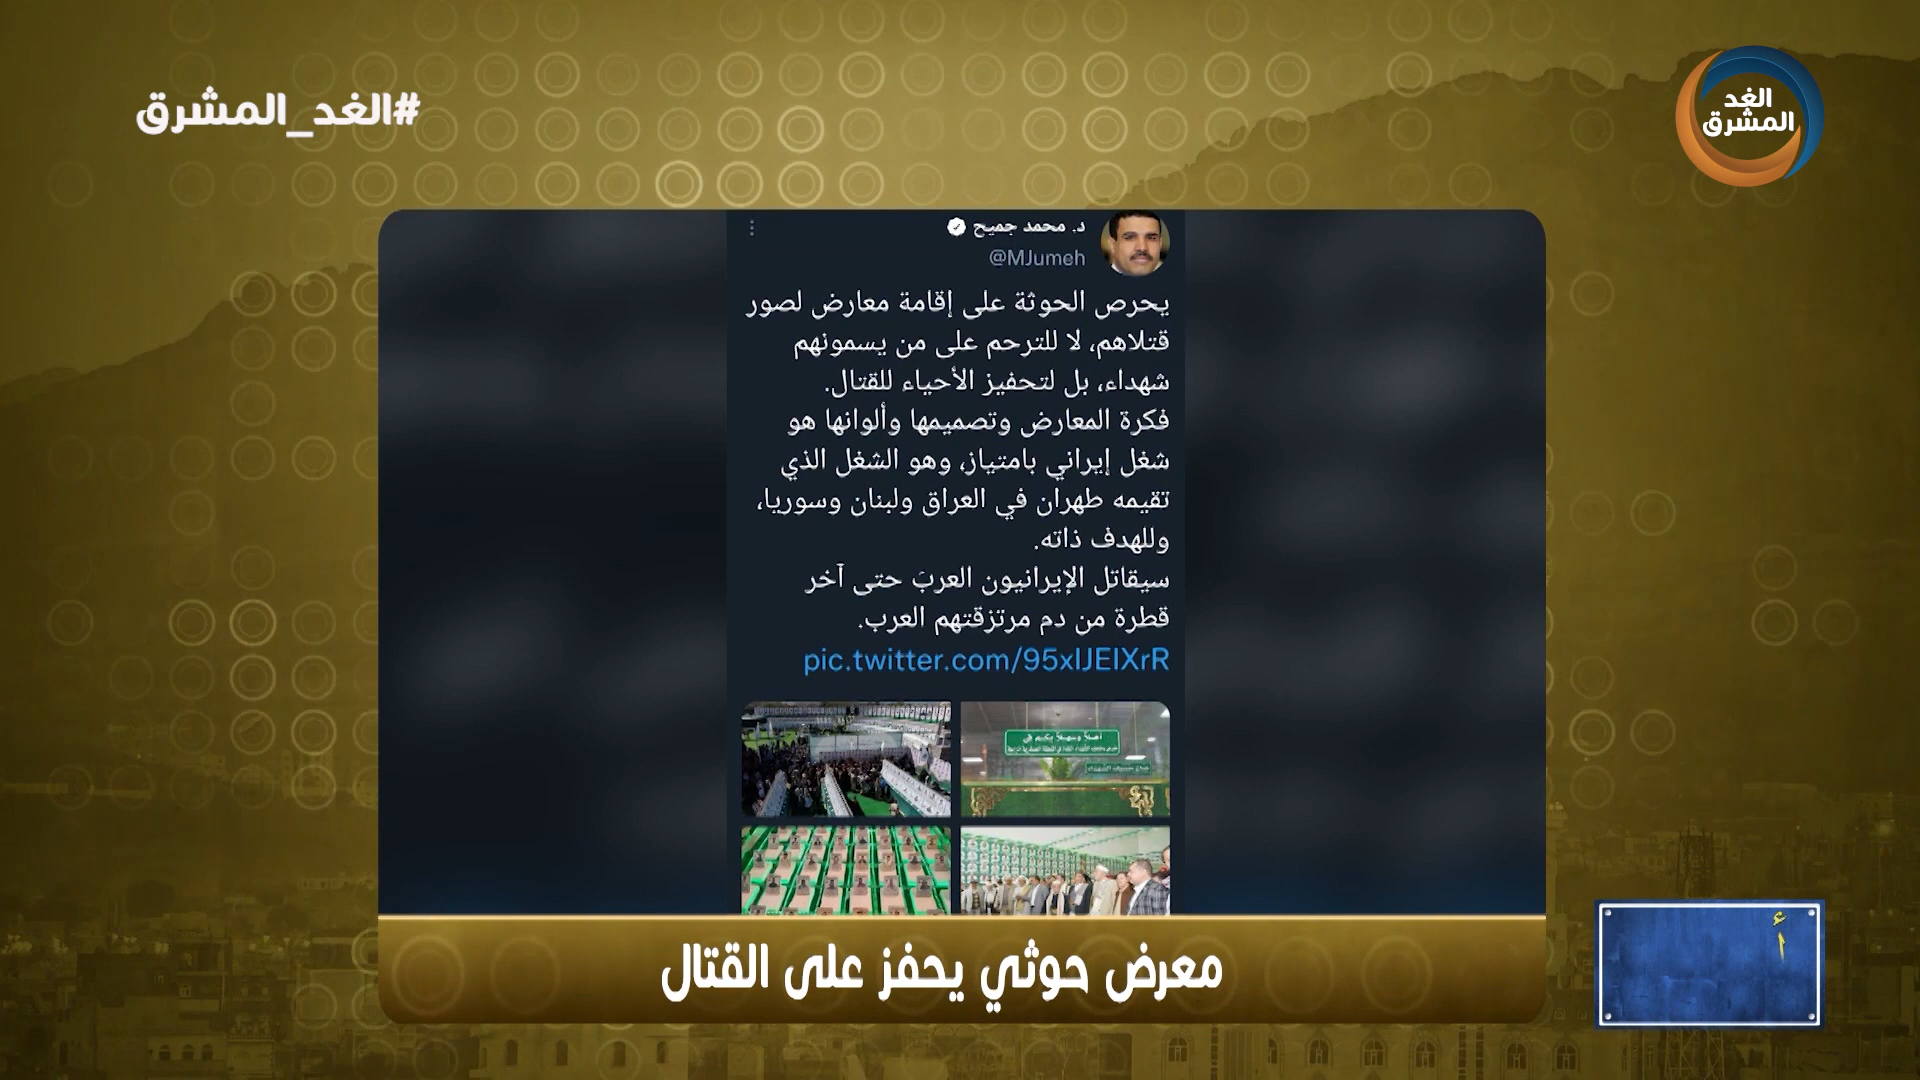 #الغد_المشرق
الغد
المشرق
د. محمد جميح
@MJumeh
يحرص الحوثة على إقامة معارض لصور
قتلاهم، لا للترحم على من يسمونهم
شهداء، بل لتحفيز الأحياء للقتال.
فكرة المعارض وتصميمها وألوانها هو
شغل إيراني بامتياز، وهو الشغل الذي
تقيمه طهران في العراق ولبنان وسوريا،
وللهدف ذاته.
سيقاتل الإيرانيون العربَ حتى آخر
قطرة من دم مرتزقتهم العرب.
pic.twitter.com/95xIJEIXrR
أهلاً وسهلاً بكم في
معرض حوثي يحفز على القتال
أ